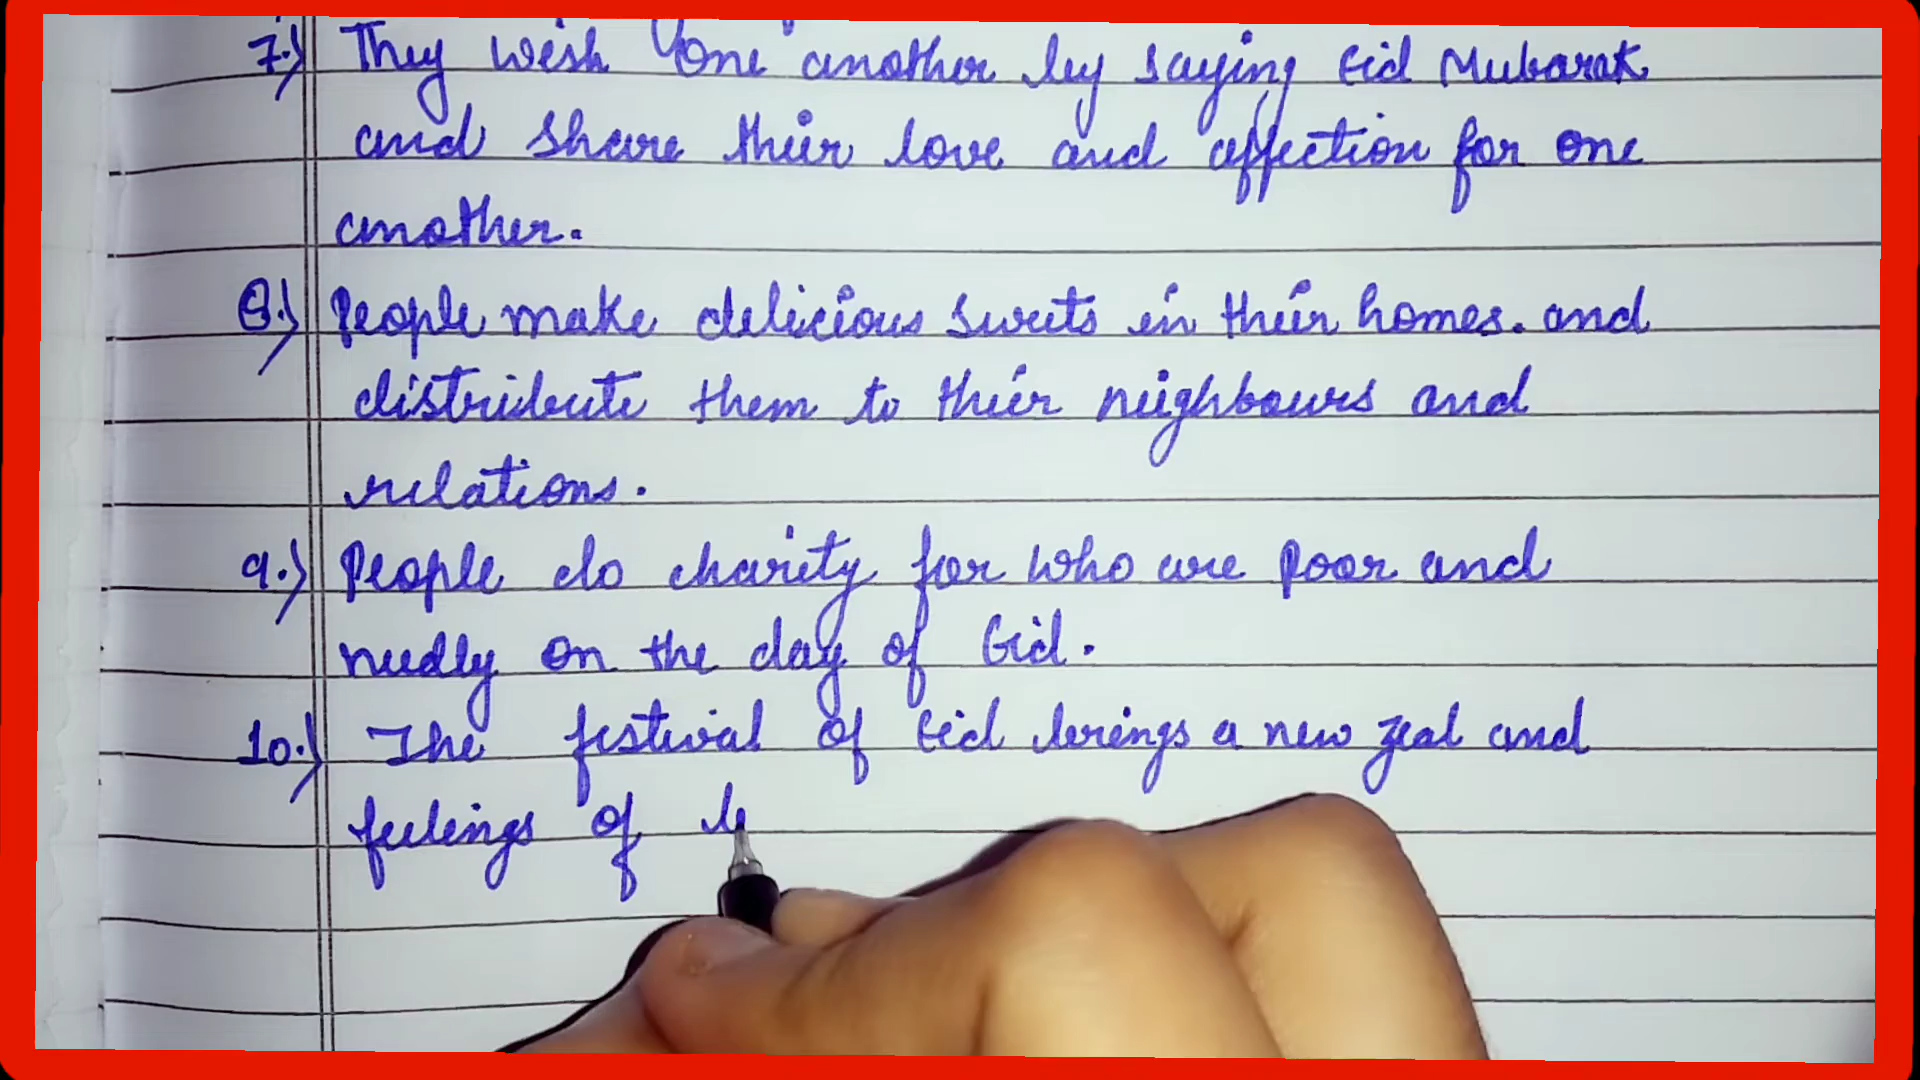 7.) They wish one another by saying Eid Mubarak
and share their love and affection for one
another.
8.) People make delicious sweets in their homes. and
distribute them to their neighbours and
relations.
9.) People do charity for who are poor and
needly on the day of Eid.
10.) The festival of Eid brings a new zeal and
feelings of